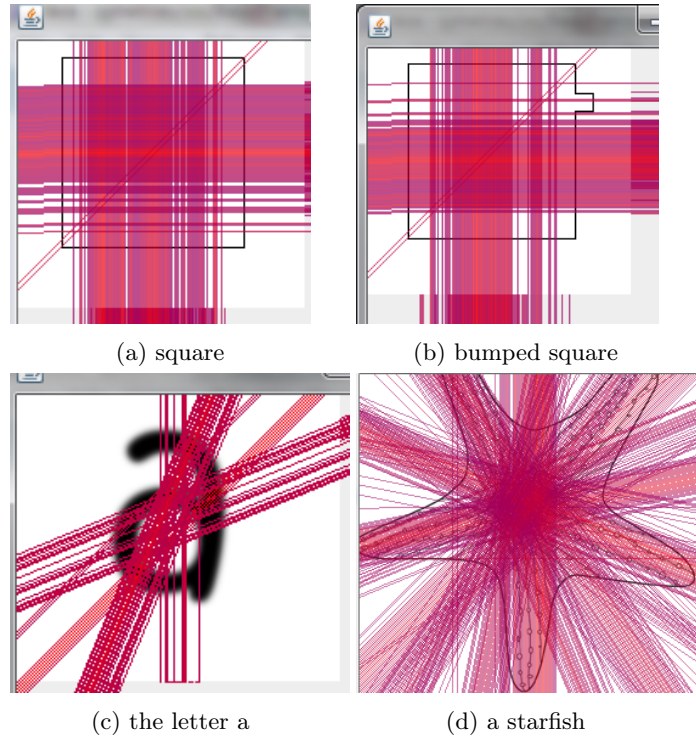 (a) square
(b) bumped square
(c) the letter a
(d) a starfish